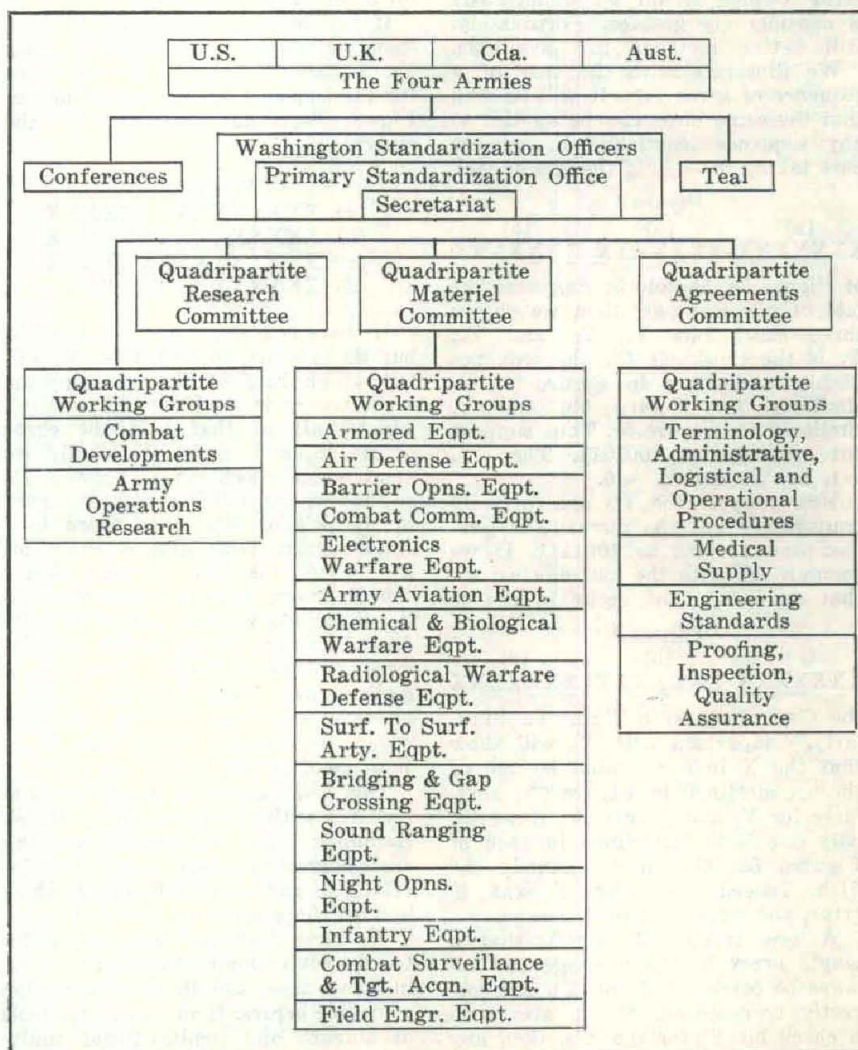 U.S. U.K. Cda. Aust.
The Four Armies
Conferences
Washington Standardization Officers
Primary Standardization Office
Secretariat
Teal
Quadripartite
Research
Committee
Quadripartite
Materiel
Committee
Quadripartite
Agreements
Committee
Quadripartite
Working Groups
Combat
Developments
Army
Operations
Research
Quadripartite
Working Groups
Armored Eqpt.
Air Defense Eqpt.
Barrier Opns. Eqpt.
Combat Comm. Eqpt.
Electronics
Warfare Eqpt.
Army Aviation Eqpt.
Chemical & Biological
Warfare Eqpt.
Radiological Warfare
Defense Eqpt.
Surf. To Surf.
Arty. Eqpt.
Bridging & Gap
Crossing Eqpt.
Sound Ranging
Eqpt.
Night Opns.
Eqpt.
Infantry Eqpt.
Combat Surveillance
& Tgt. Acqn. Eqpt.
Field Engr. Eqpt.
Quadripartite
Working Groups
Terminology,
Administrative,
Logistical and
Operational
Procedures
Medical
Supply
Engineering
Standards
Proofing,
Inspection,
Quality
Assurance